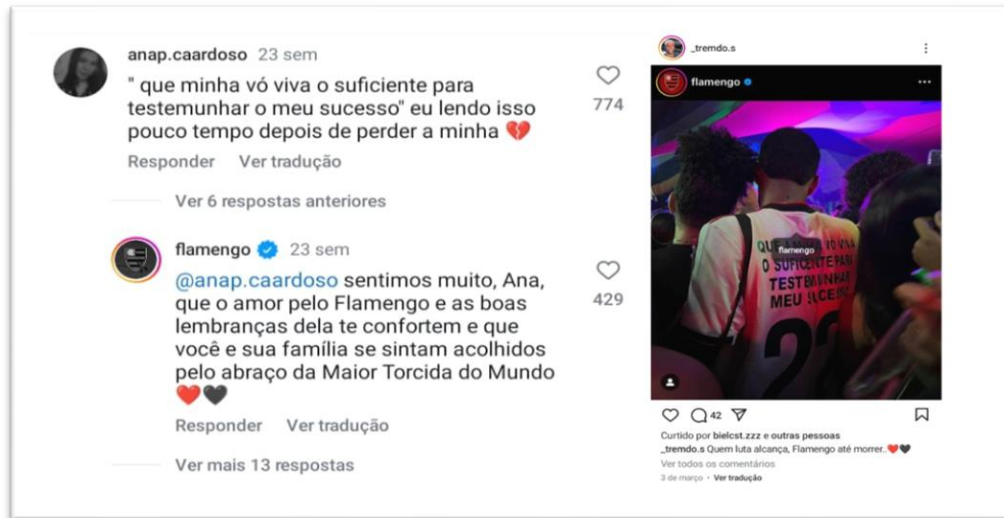 anap.caardoso 23 sem
" que minha vó viva o suficiente para
testemunhar o meu sucesso" eu lendo isso
pouco tempo depois de perder a minha 💔
774
Responder Ver tradução
Ver 6 respostas anteriores
flamengo 23 sem
@anap.caardoso sentimos muito, Ana,
que o amor pelo Flamengo e as boas
lembranças dela te confortem e que
você e sua família se sintam acolhidos
pelo abraço da Maior Torcida do Mundo
❤️🖤
429
Responder Ver tradução
Ver mais 13 respostas
_tremdo.s
flamengo
QUE MINHA VÓ VIVA
flamengo
O SUFICIENTE PARA
TESTEMUNHAR
MEU SUCESSO
22
42
Curtido por bielcst.zzz e outras pessoas
_tremdo.s Quem luta alcança, Flamengo até morrer..❤️🖤
Ver todos os comentários
3 de março • Ver tradução